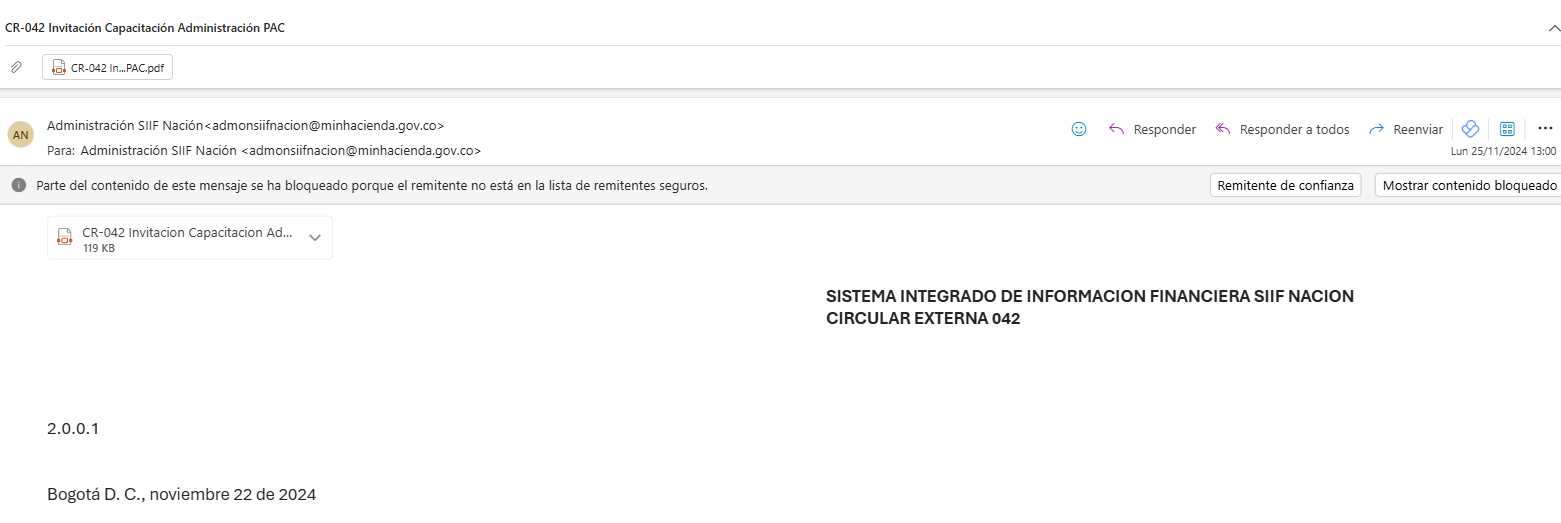 CR-042 Invitación Capacitación Administración PAC
CR-042 In...PAC.pdf
AN
Administración SIIF Nación<admonsiifnacion@minhacienda.gov.co>
Responder
Responder a todos
Reenviar
Para: Administración SIIF Nación <admonsiifnacion@minhacienda.gov.co>
Lun 25/11/2024 13:00
Parte del contenido de este mensaje se ha bloqueado porque el remitente no está en la lista de remitentes seguros.
Remitente de confianza
Mostrar contenido bloqueado
CR-042 Invitacion Capacitacion Ad...
119 KB
SISTEMA INTEGRADO DE INFORMACION FINANCIERA SIIF NACION
CIRCULAR EXTERNA 042
2.0.0.1
Bogotá D. C., noviembre 22 de 2024